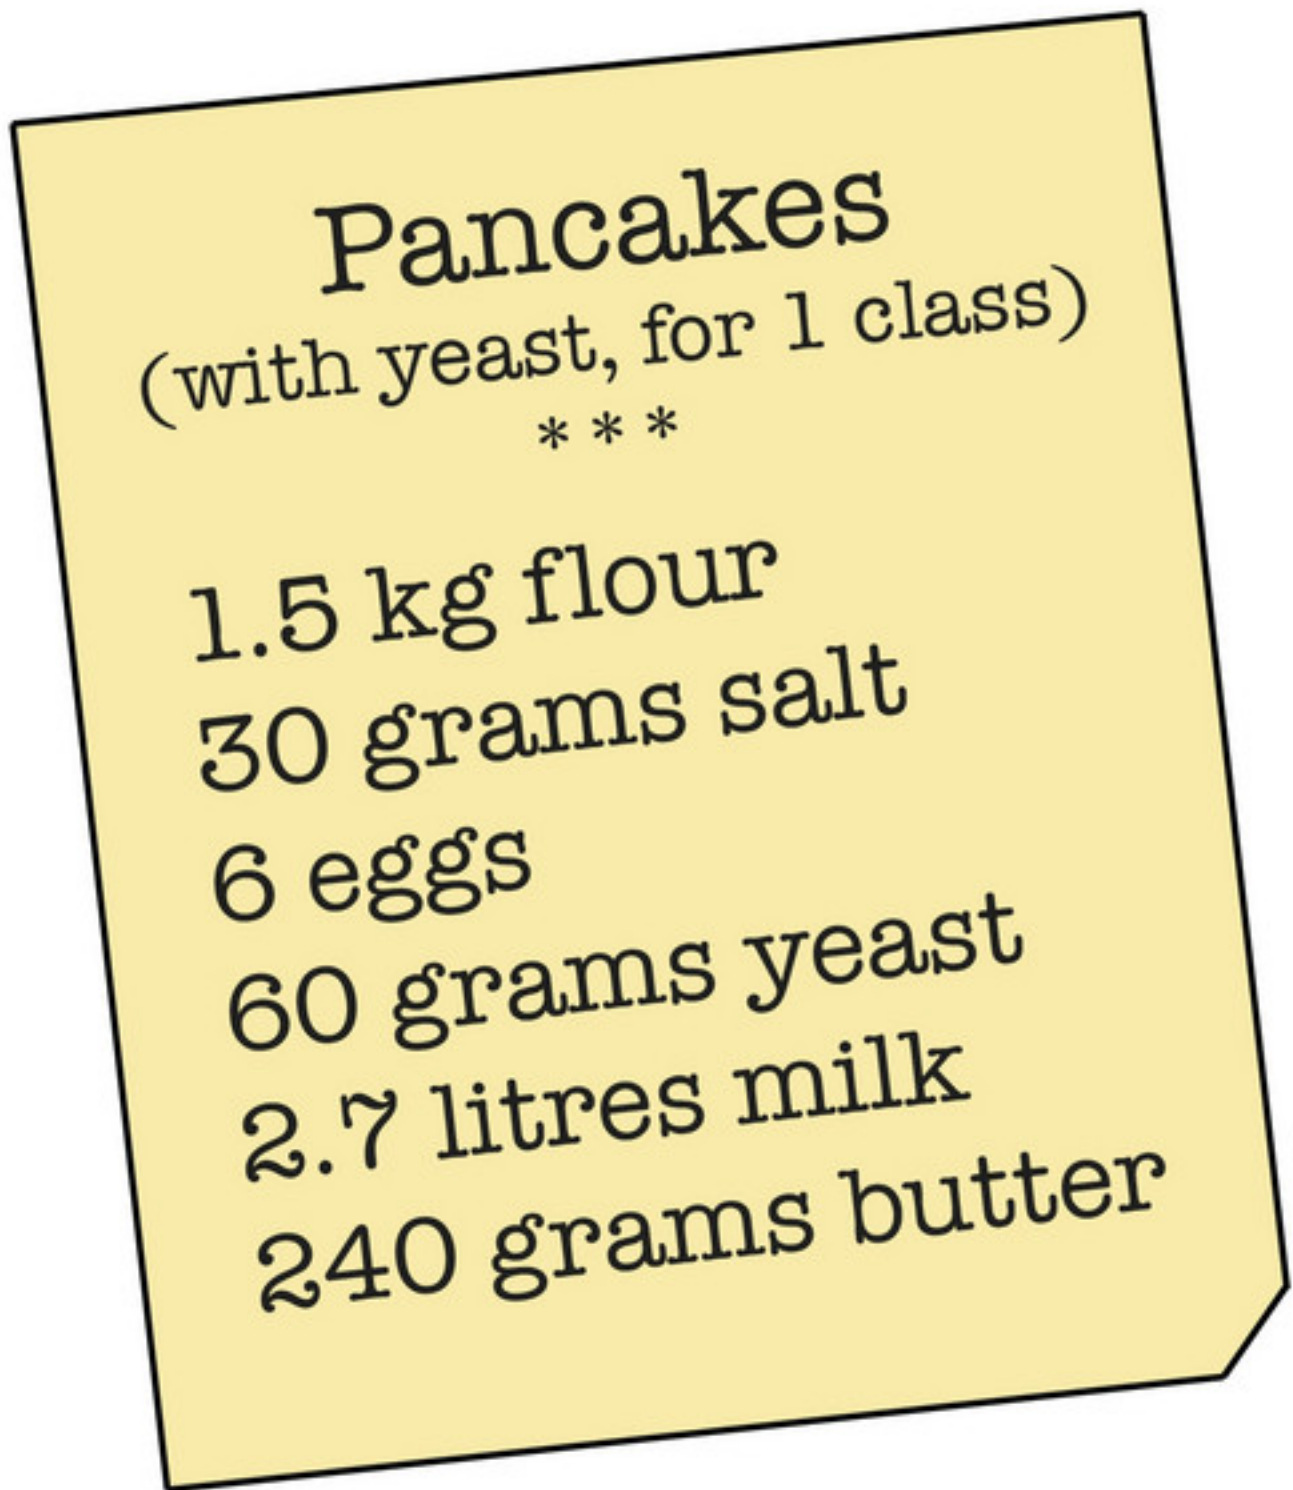 Pancakes
(with yeast, for 1 class)
* * *
1.5 kg flour
30 grams salt
6 eggs
60 grams yeast
2.7 litres milk
240 grams butter